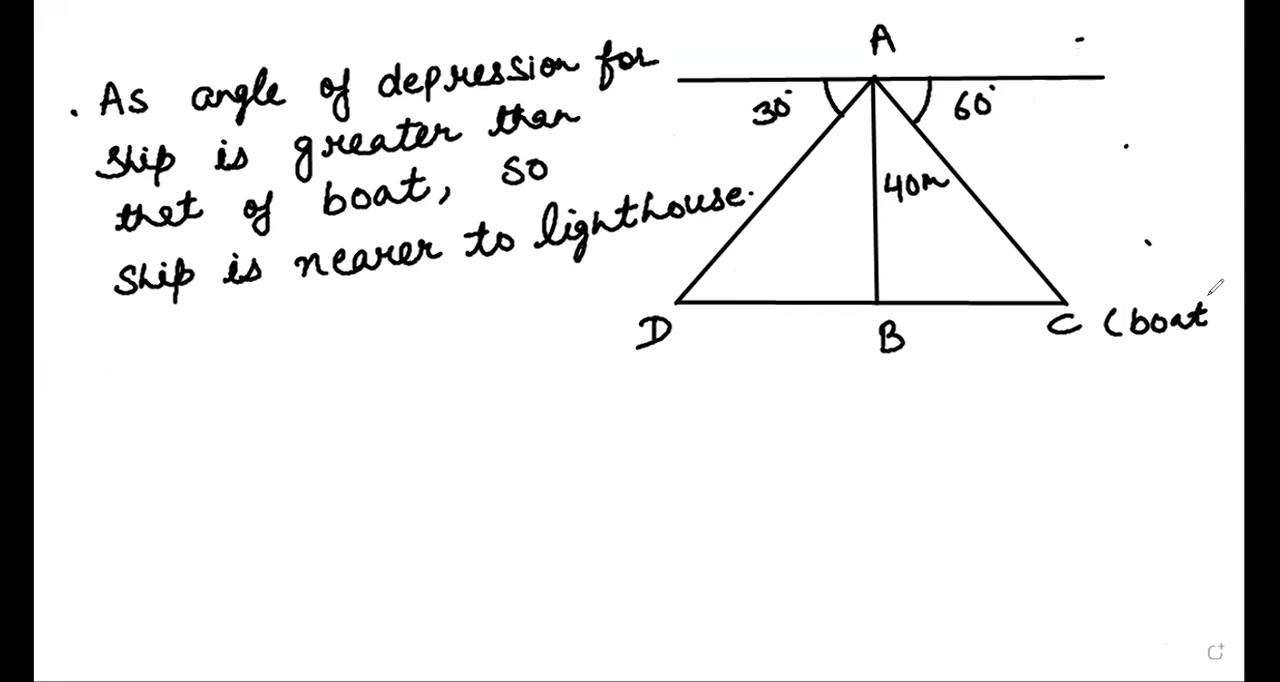 . As angle of depression for
ship is greater than
thet of boat, so
ship is nearer to lighthouse.
A
30°
60°
40m
D
B
C (boat